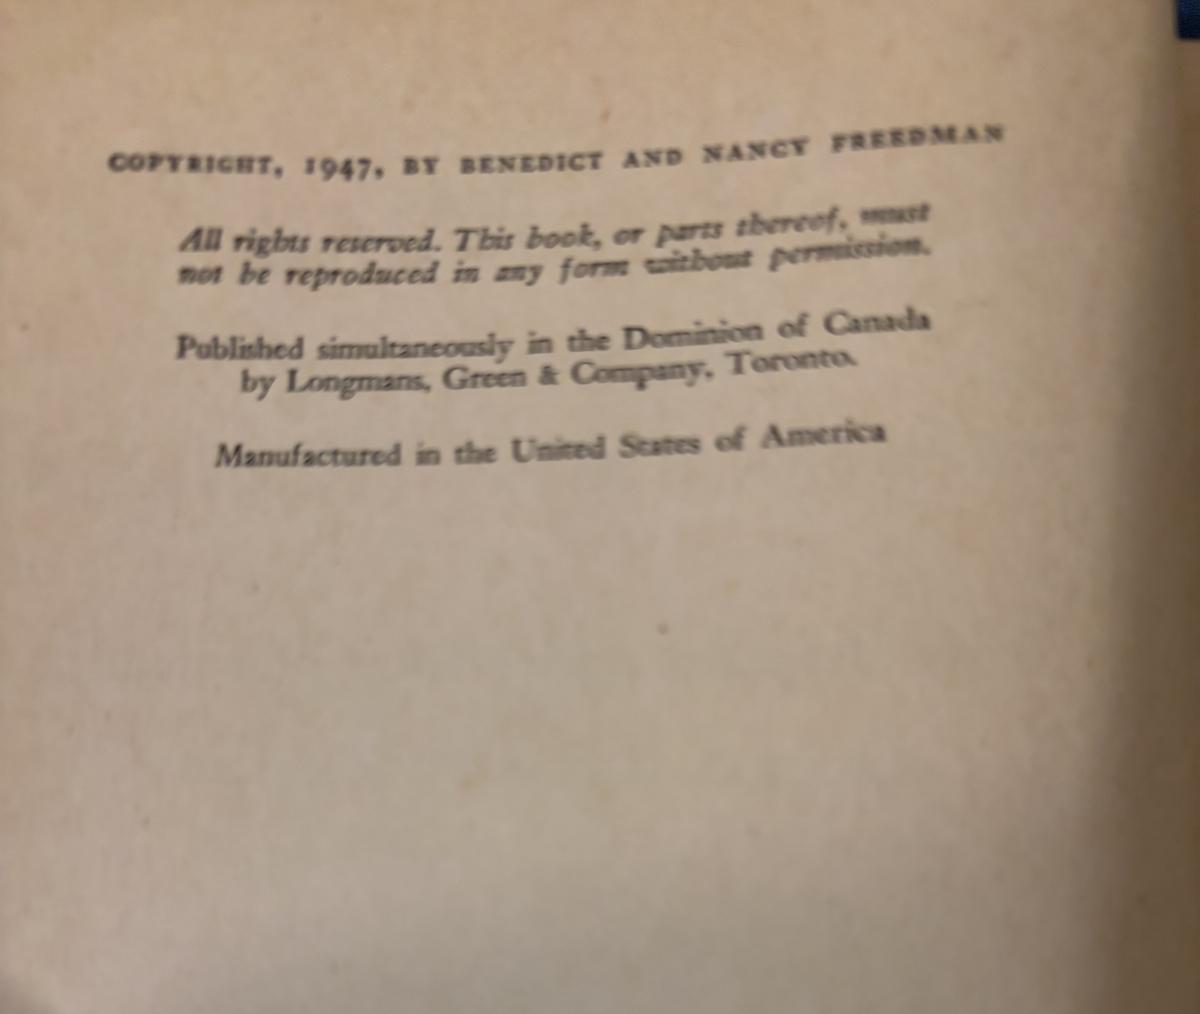 COPYRIGHT, 1947, BY BENEDICT AND NANCY FREEDMAN
All rights reserved. This book, or parts thereof, must
not be reproduced in any form without permission.
Published simultaneously in the Dominion of Canada
by Longmans, Green & Company, Toronto.
Manufactured in the United States of America